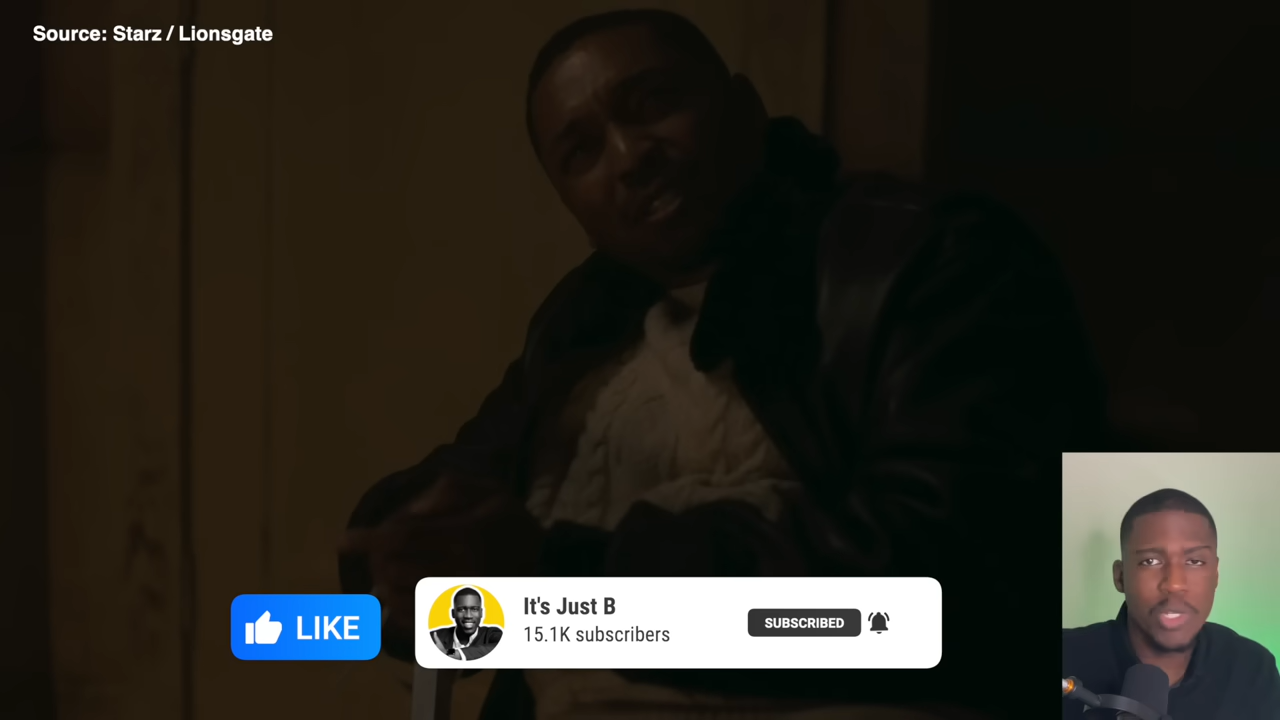 Source: Starz / Lionsgate
LIKE
It's Just B
15.1K subscribers
SUBSCRIBED